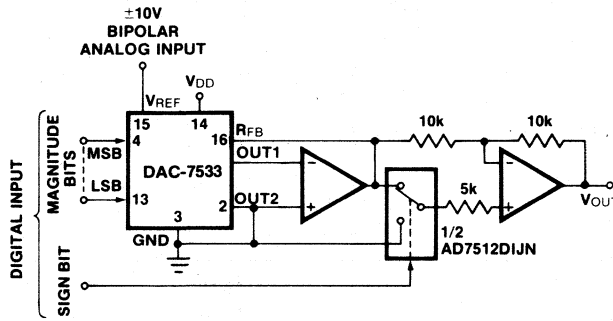 ±10V
BIPOLAR
ANALOG INPUT
VDD
VREF
15
14
4
16
RFB
10k
10k
MSB
DAC-7533
OUT1
−
−
LSB
13
2
OUT2
+
5k
+
VOUT
3
GND
1/2
AD7512DIJN
DIGITAL INPUT
MAGNITUDE
BITS
SIGN BIT